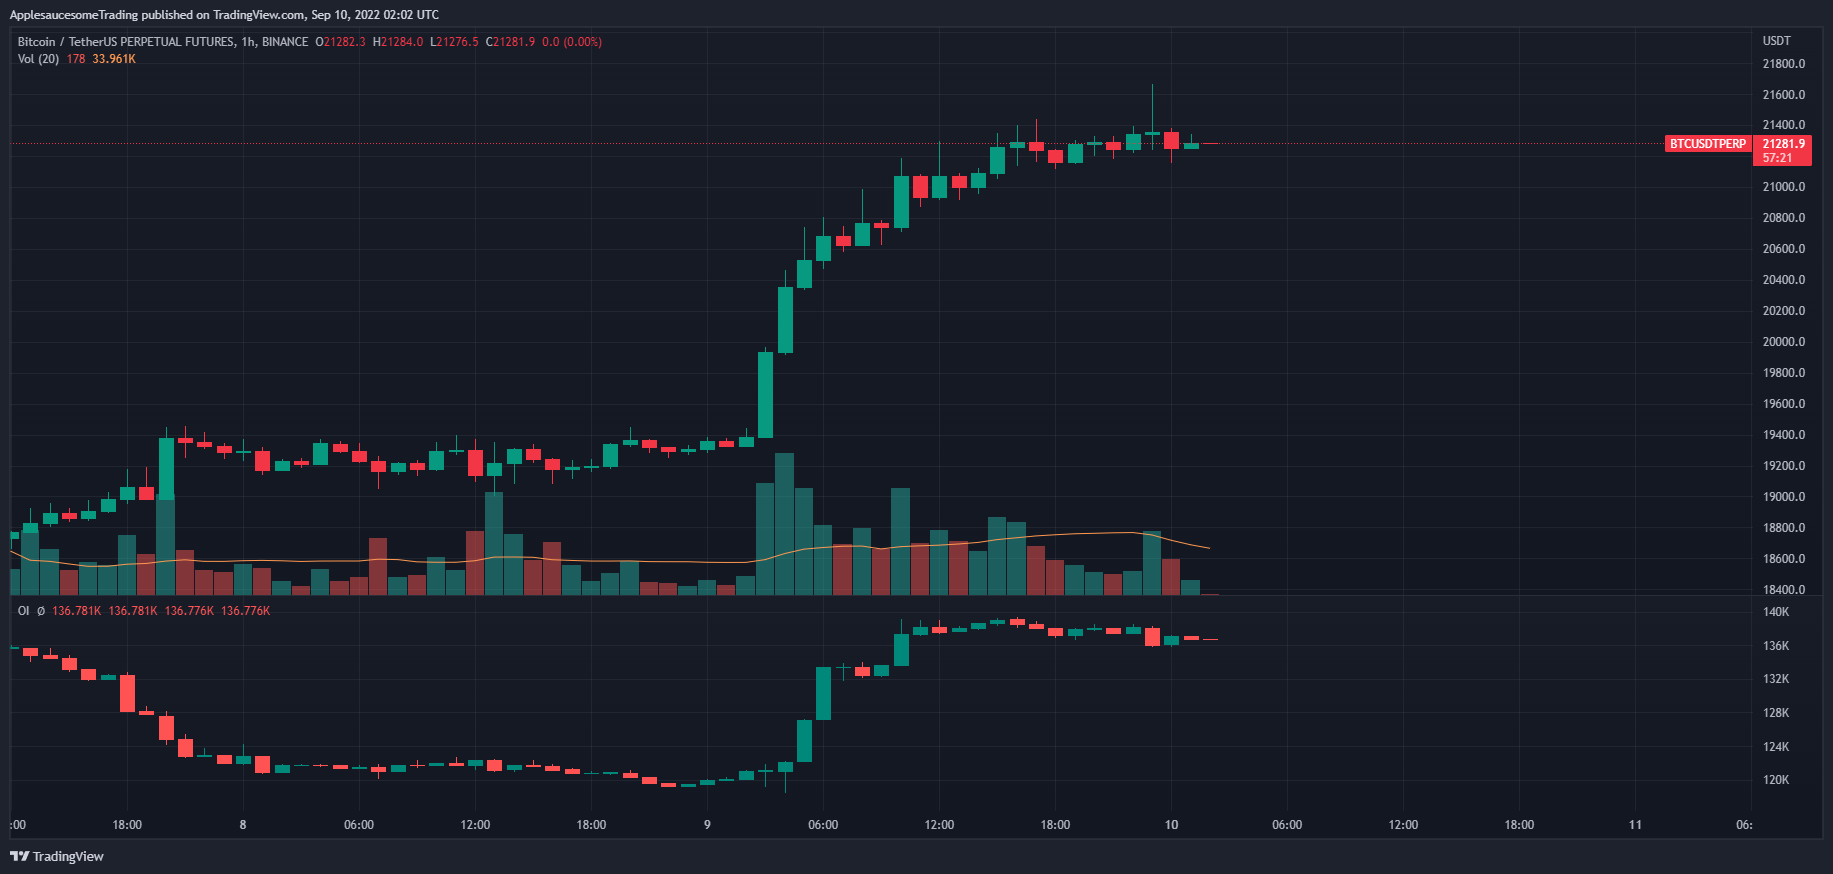 ApplesaucesomeTrading published on TradingView.com, Sep 10, 2022 02:02 UTC
Bitcoin / TetherUS PERPETUAL FUTURES, 1h, BINANCE O21282.3 H21284.0 L21276.5 C21281.9 0.0 (0.00%)
Vol (20) 178 33.961K
USDT
21800.0
21600.0
21400.0
BTCUSDTPERP 21281.9
57:21
21000.0
20800.0
20600.0
20400.0
20200.0
20000.0
19800.0
19600.0
19400.0
19200.0
19000.0
18800.0
18600.0
18400.0
OI Ø 136.781K 136.781K 136.776K 136.776K
140K
136K
132K
128K
124K
120K
:00 18:00 8 06:00 12:00 18:00 9 06:00 12:00 18:00 10 06:00 12:00 18:00 11 06:
TradingView